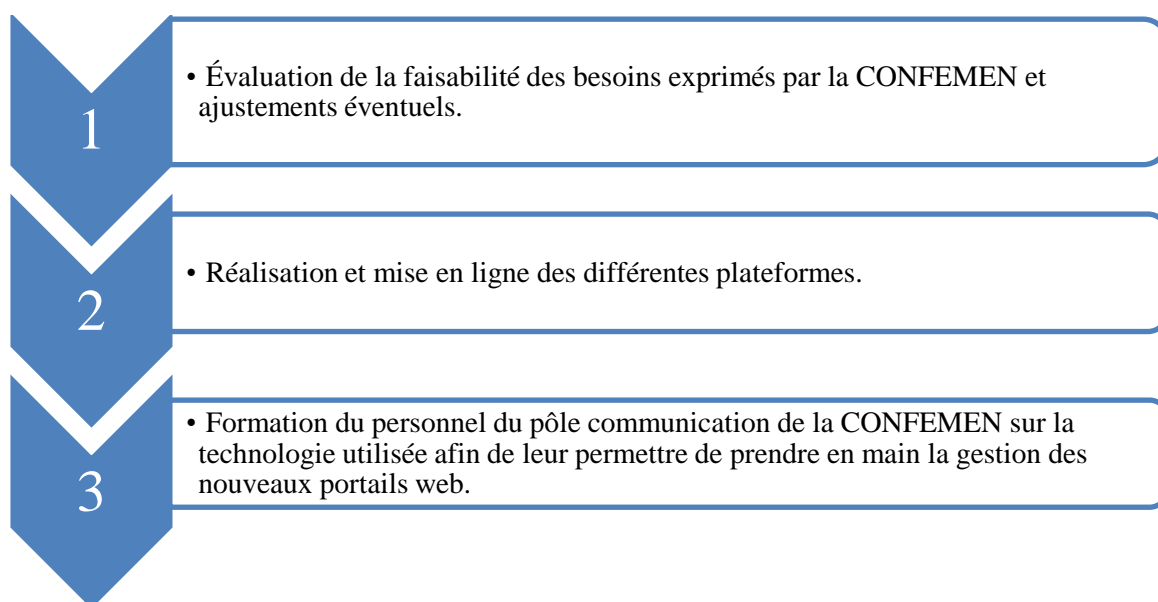 1
• Évaluation de la faisabilité des besoins exprimés par la CONFEMEN et
ajustements éventuels.
2
• Réalisation et mise en ligne des différentes plateformes.
3
• Formation du personnel du pôle communication de la CONFEMEN sur la
technologie utilisée afin de leur permettre de prendre en main la gestion des
nouveaux portails web.